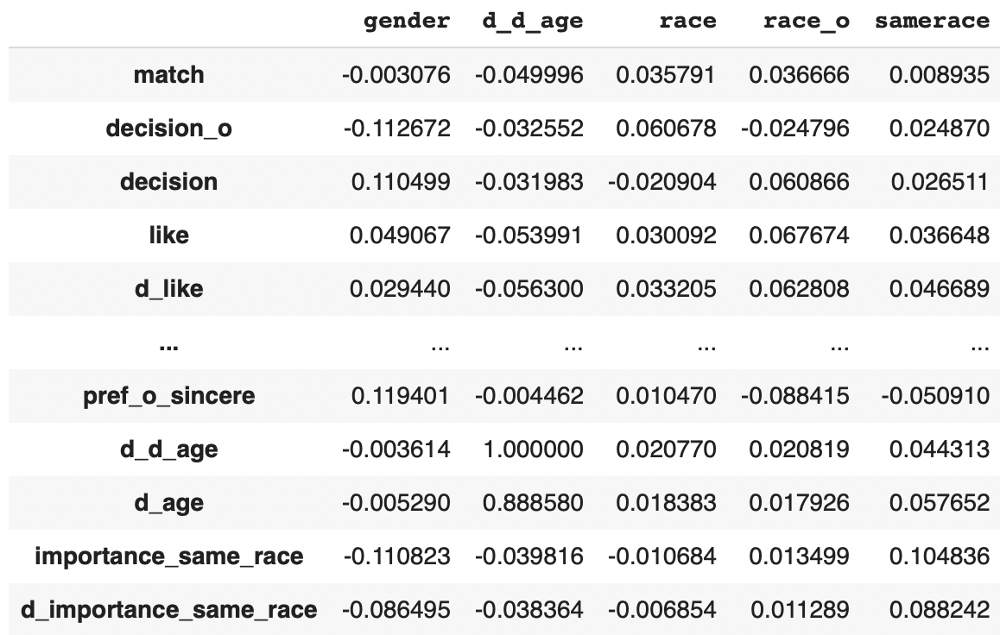 gender d_d_age race race_o samerace
match -0.003076 -0.049996 0.035791 0.036666 0.008935
decision_o -0.112672 -0.032552 0.060678 -0.024796 0.024870
decision 0.110499 -0.031983 -0.020904 0.060866 0.026511
like 0.049067 -0.053991 0.030092 0.067674 0.036648
d_like 0.029440 -0.056300 0.033205 0.062808 0.046689
... ... ... ... ... ...
pref_o_sincere 0.119401 -0.004462 0.010470 -0.088415 -0.050910
d_d_age -0.003614 1.000000 0.020770 0.020819 0.044313
d_age -0.005290 0.888580 0.018383 0.017926 0.057652
importance_same_race -0.110823 -0.039816 -0.010684 0.013499 0.104836
d_importance_same_race -0.086495 -0.038364 -0.006854 0.011289 0.088242